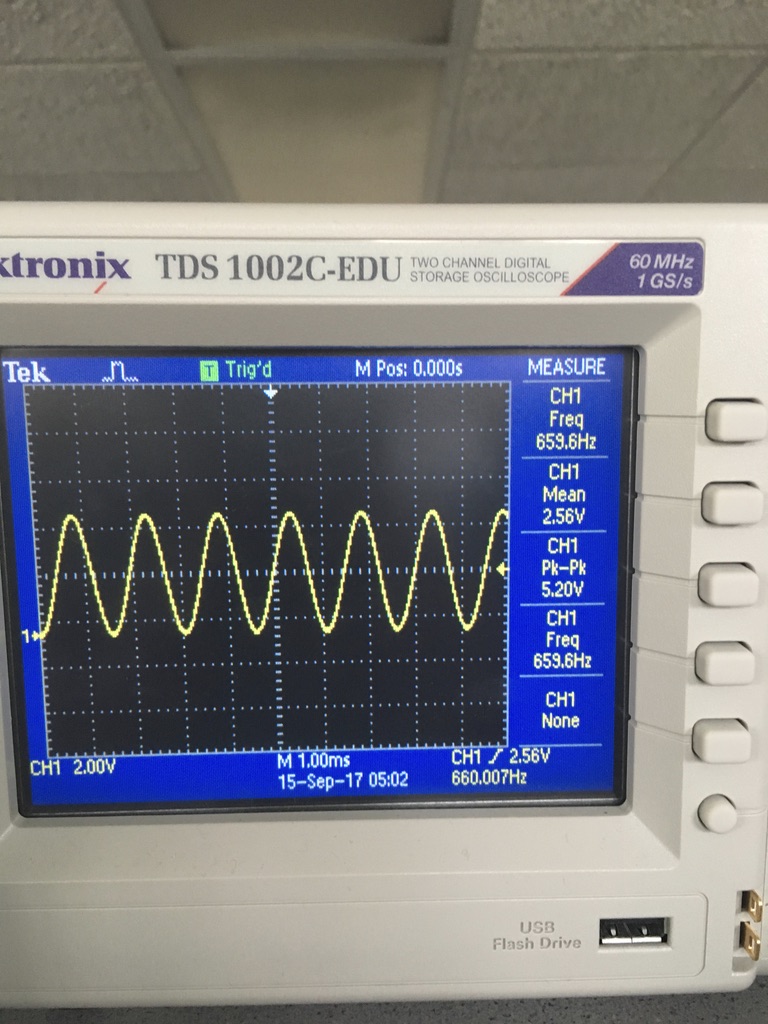 ktronix TDS 1002C-EDU TWO CHANNEL DIGITAL STORAGE OSCILLOSCOPE
60 MHz
1 GS/s
Tek T Trig'd M Pos: 0.000s MEASURE
CH1
Freq
659.6Hz
CH1
Mean
2.56V
CH1
Pk-Pk
5.20V
CH1
Freq
659.6Hz
CH1
None
1
CH1 2.00V M 1.00ms CH1 2.56V
15-Sep-17 05:02 660.007Hz
USB
Flash Drive